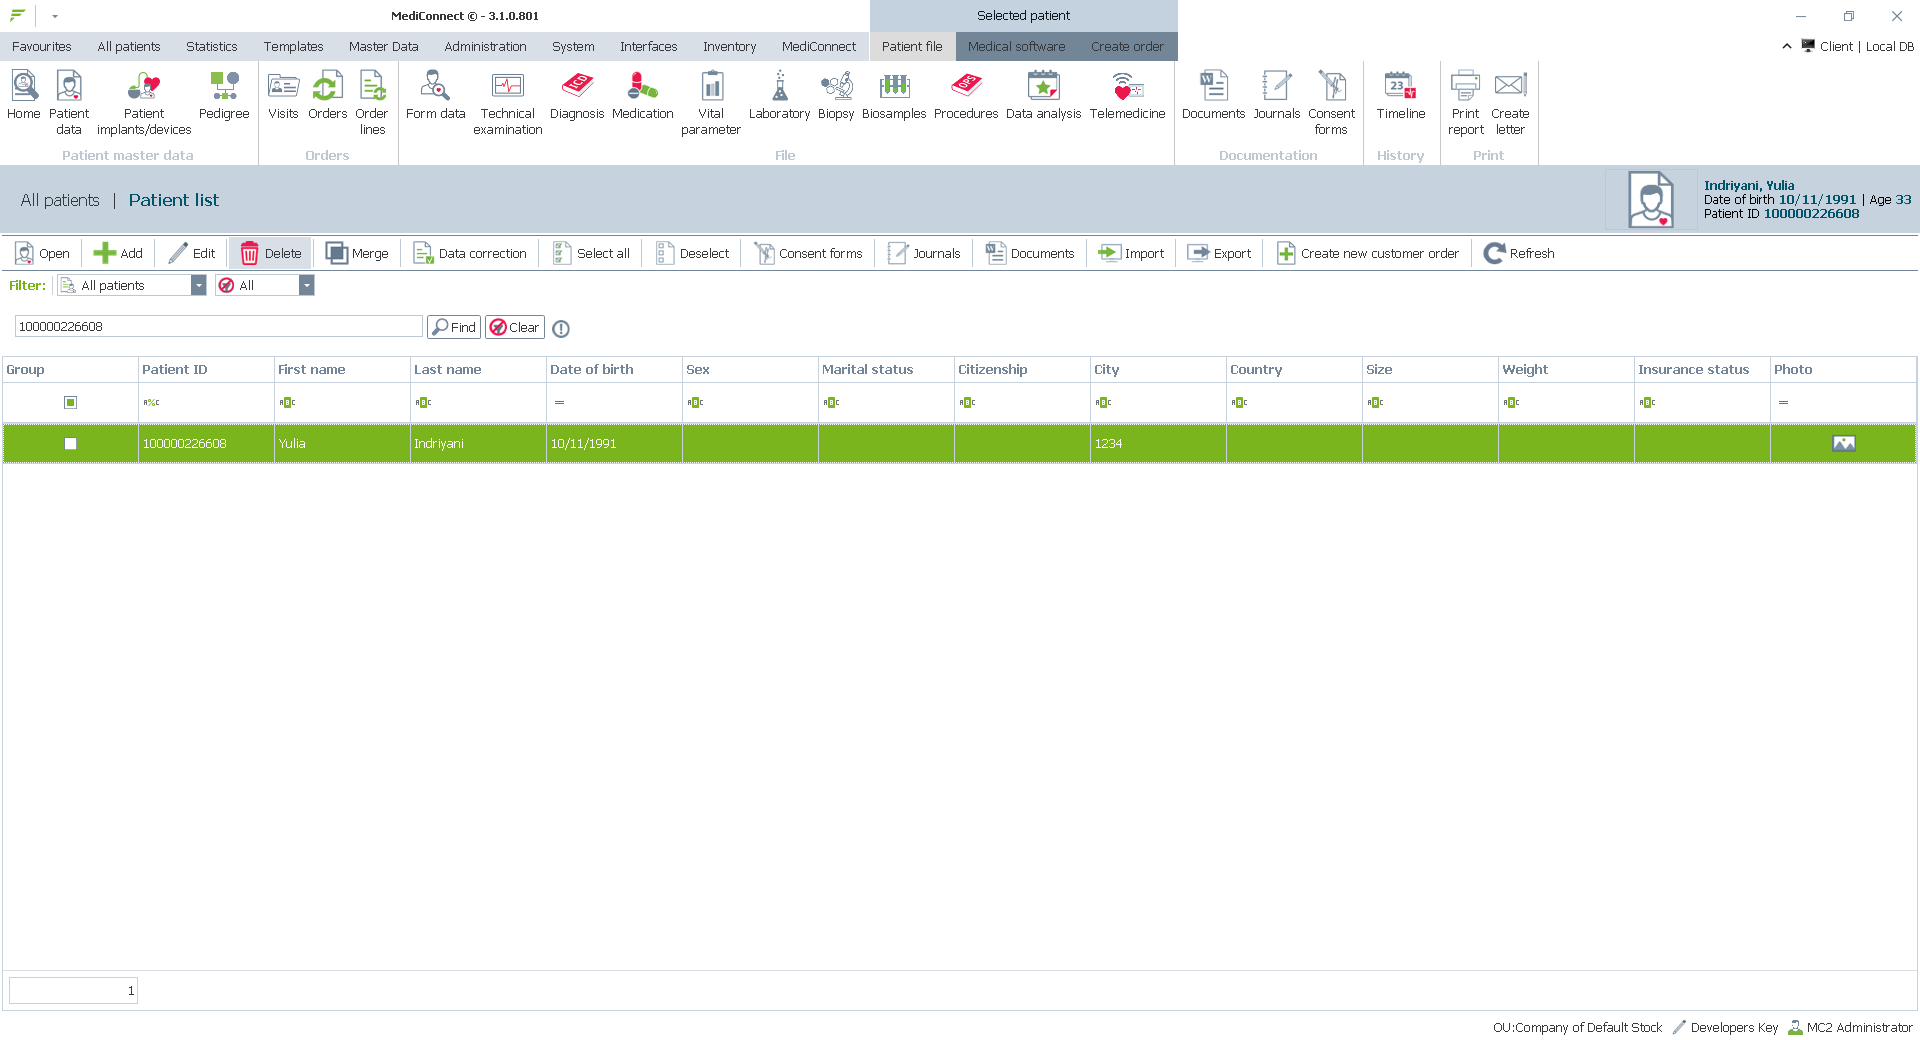 MediConnect © - 3.1.0.801
Selected patient
Favourites All patients Statistics Templates Master Data Administration System Interfaces Inventory MediConnect Patient file Medical software Create order
Client | Local DB
Home Patient data Patient implants/devices Pedigree Visits Orders Order lines Form data Technical examination Diagnosis Medication Vital parameter Laboratory Biopsy Biosamples Procedures Data analysis Telemedicine Documents Journals Consent forms Timeline Print report Create letter
Patient master data Orders File Documentation History Print
All patients | Patient list
Indriyani, Yulia
Date of birth 10/11/1991 | Age 33
Patient ID 100000226608
Open Add Edit Delete Merge Data correction Select all Deselect Consent forms Journals Documents Import Export Create new customer order Refresh
Filter: All patients All
100000226608 Find Clear
Group Patient ID First name Last name Date of birth Sex Marital status Citizenship City Country Size Weight Insurance status Photo
100000226608 Yulia Indriyani 10/11/1991 1234
1
OU:Company of Default Stock Developers Key MC2 Administrator